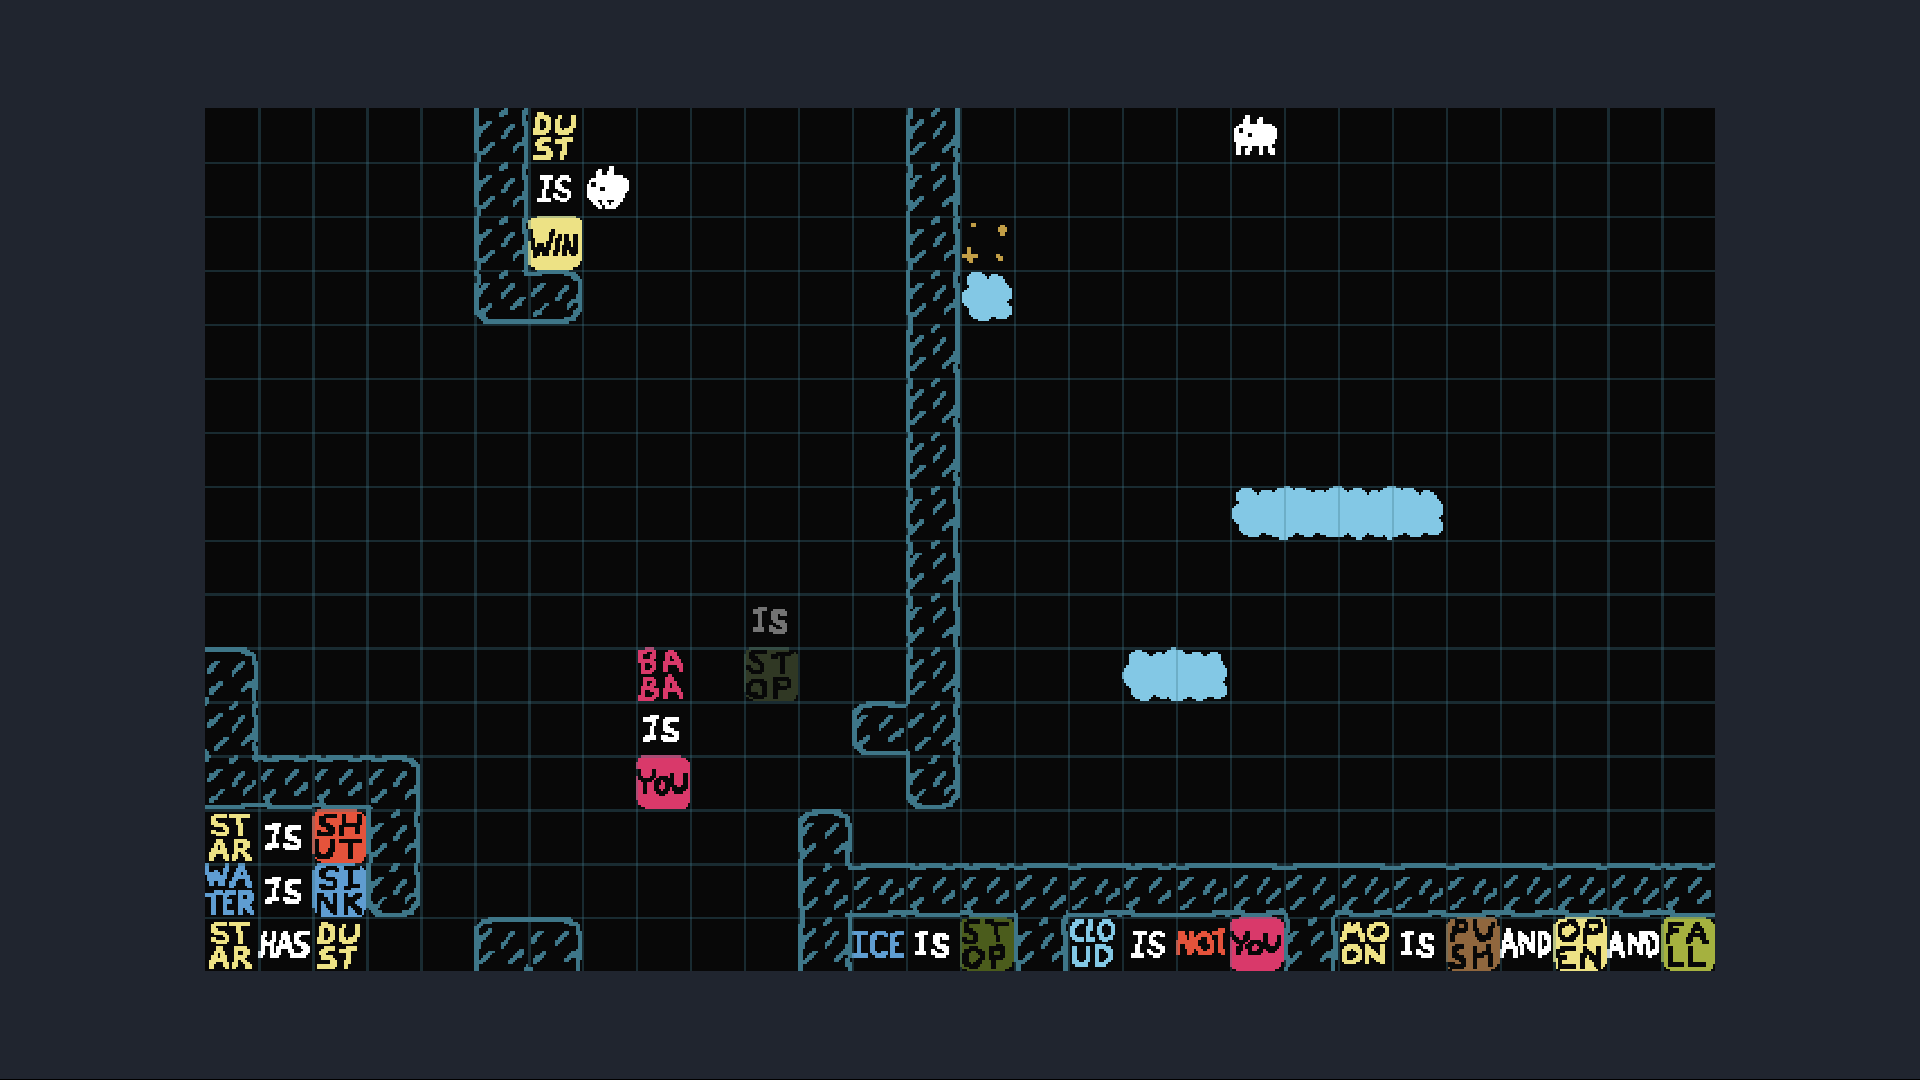 DUST
IS
WIN
IS
BABA STOP
IS
YOU
STAR IS SHUT
WATER IS SINK
STAR HAS DUST ICE IS STOP CLOUD IS NOT YOU MOON IS PUSH AND OPEN AND FALL